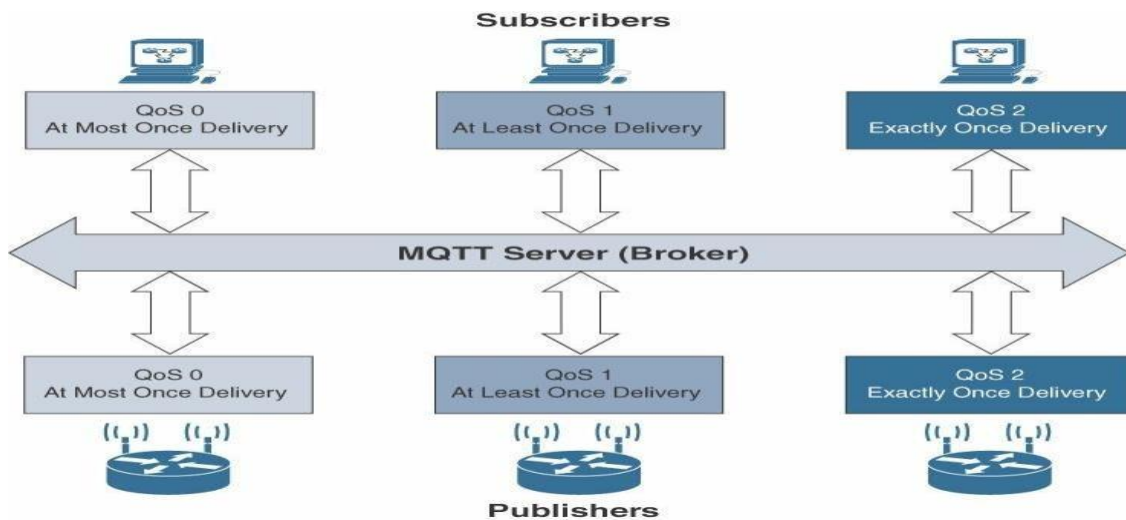 Subscribers
QoS 0
At Most Once Delivery
QoS 1
At Least Once Delivery
QoS 2
Exactly Once Delivery
MQTT Server (Broker)
QoS 0
At Most Once Delivery
QoS 1
At Least Once Delivery
QoS 2
Exactly Once Delivery
Publishers